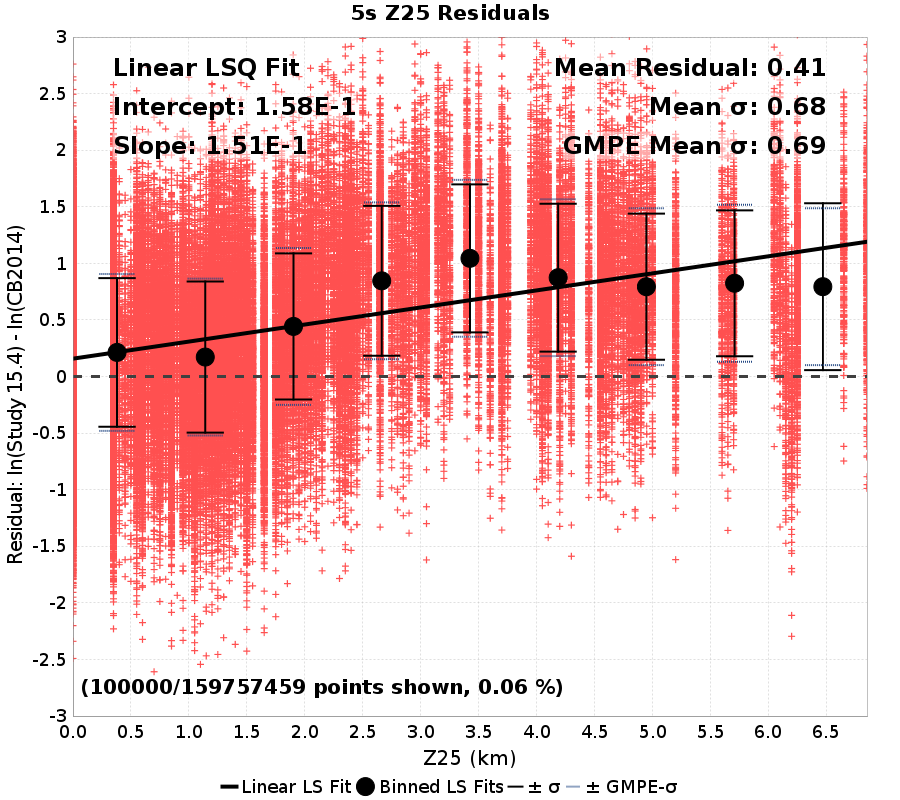 5s Z25 Residuals
Linear LSQ Fit
Intercept: 1.58E-1
Slope: 1.51E-1
Mean Residual: 0.41
Mean σ: 0.68
GMPE Mean σ: 0.69
Residual: ln(Study 15.4) - ln(CB2014)
3
2.5
2
1.5
1
0.5
0
-0.5
-1
-1.5
-2
-2.5
-3
(100000/159757459 points shown, 0.06 %)
0.0 0.5 1.0 1.5 2.0 2.5 3.0 3.5 4.0 4.5 5.0 5.5 6.0 6.5
Z25 (km)
Linear LS Fit Binned LS Fits ± σ ± GMPE-σ